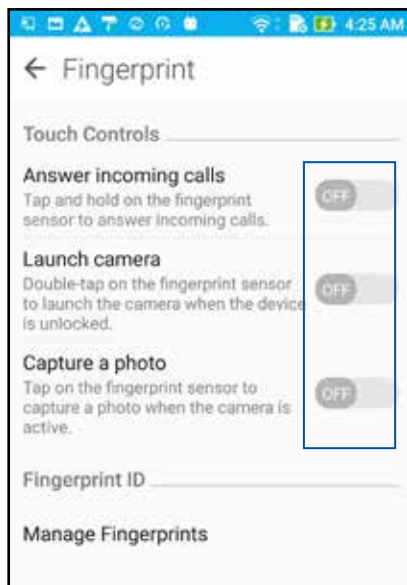 4:25 AM
Fingerprint
Touch Controls
Answer incoming calls
Tap and hold on the fingerprint
sensor to answer incoming calls.
OFF
Launch camera
Double-tap on the fingerprint sensor
to launch the camera when the device
is unlocked.
OFF
Capture a photo
Tap on the fingerprint sensor to
capture a photo when the camera is
active.
OFF
Fingerprint ID
Manage Fingerprints